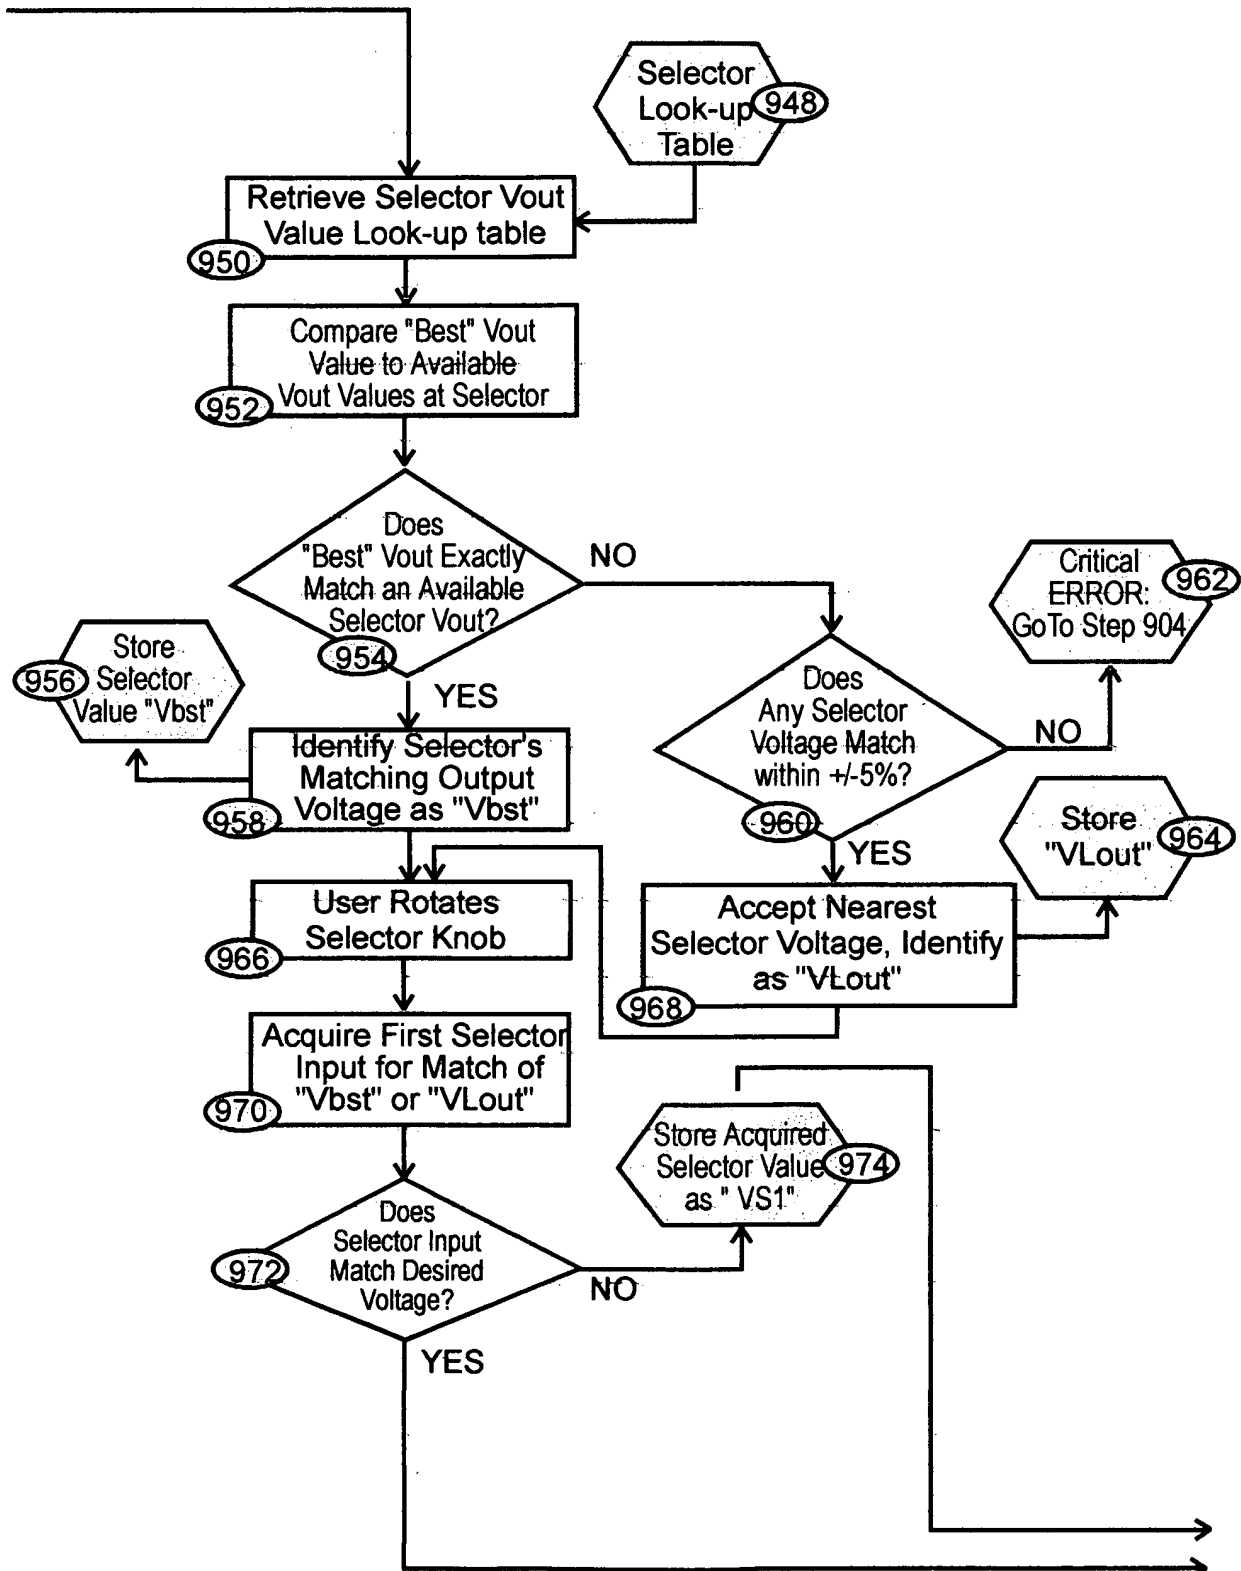 Selector
Look-up
Table
948
Retrieve Selector Vout
Value Look-up table
950
Compare "Best" Vout
Value to Available
Vout Values at Selector
952
Does
"Best" Vout Exactly
Match an Available
Selector Vout?
954
NO
YES
Critical
ERROR:
GoTo Step 904
962
Store
Selector
Value "Vbst"
956
Does
Any Selector
Voltage Match
within +/-5%?
960
NO
YES
Identify Selector's
Matching Output
Voltage as "Vbst"
958
Store
"VLout"
964
User Rotates
Selector Knob
966
Accept Nearest
Selector Voltage, Identify
as "VLout"
968
Acquire First Selector
Input for Match of
"Vbst" or "VLout"
970
Store Acquired
Selector Value
as " VS1"
974
Does
Selector Input
Match Desired
Voltage?
972
NO
YES